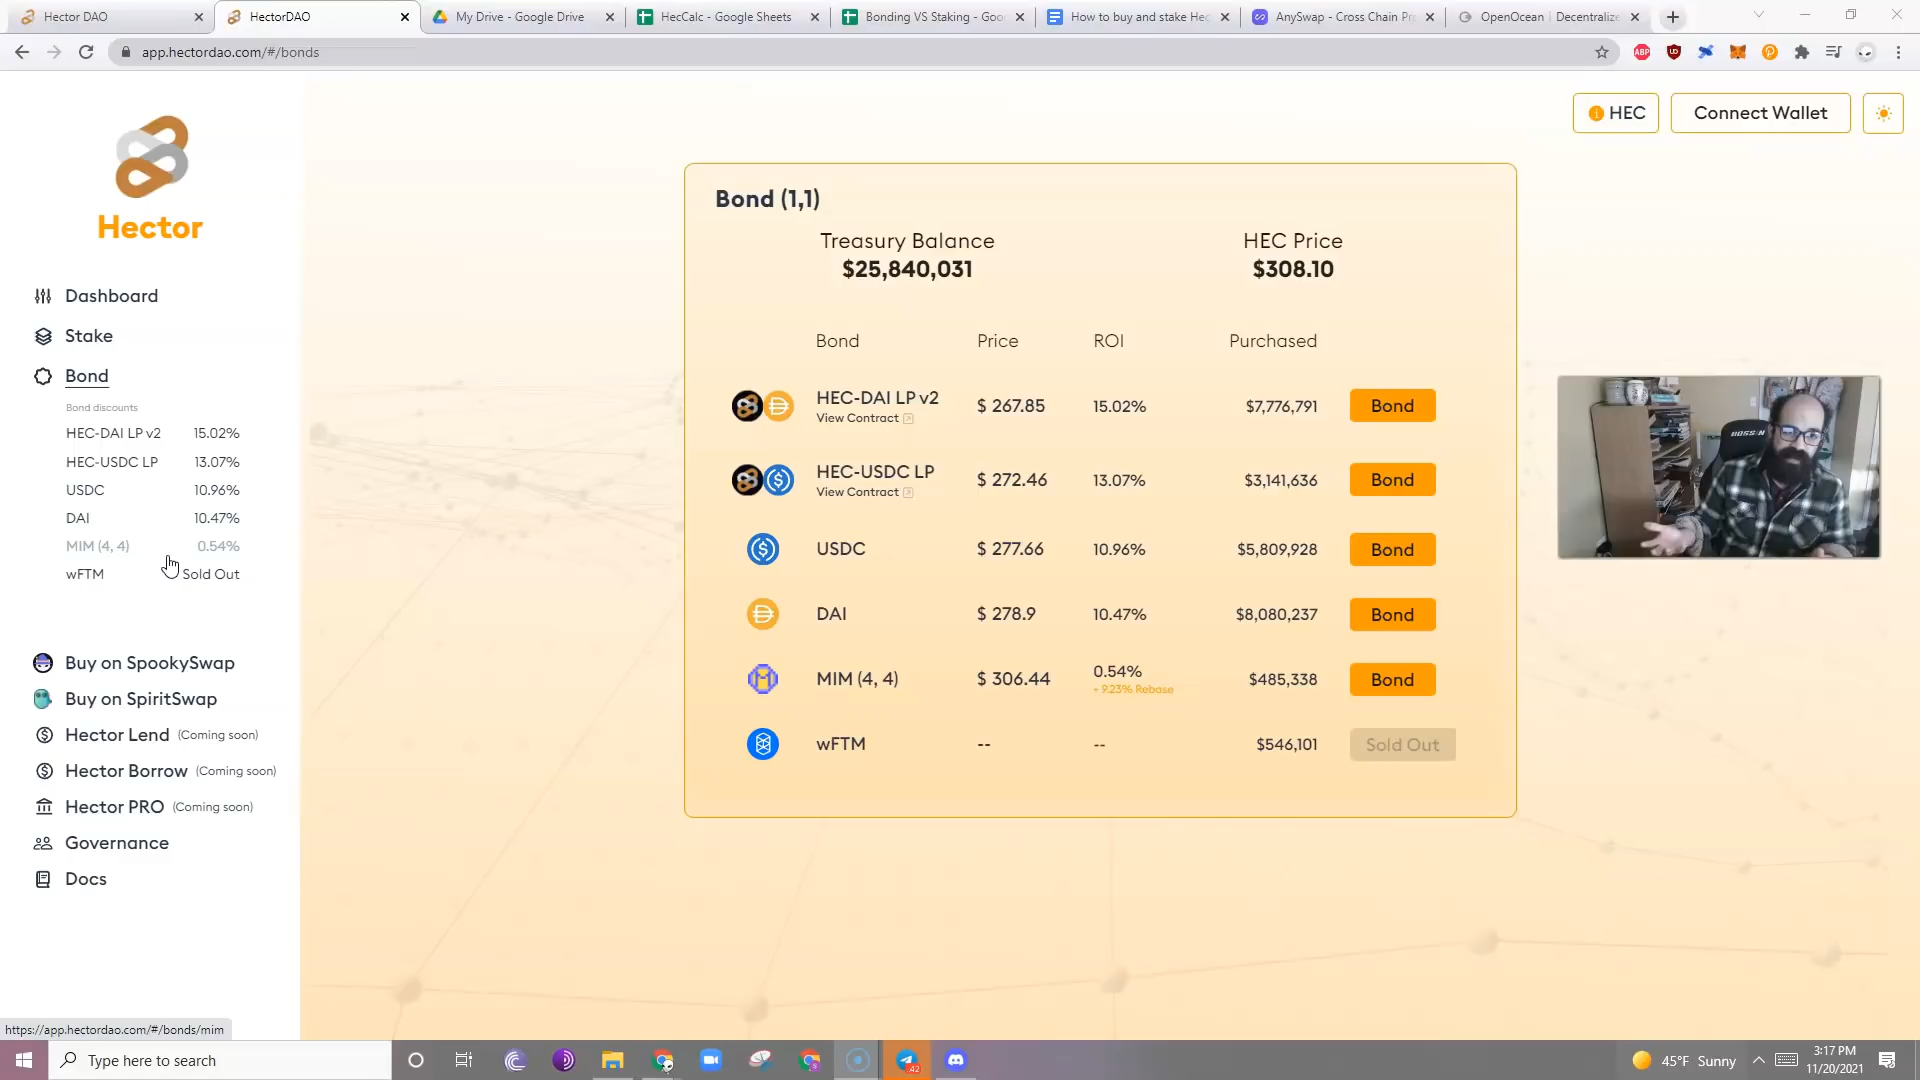 Hector DAO
HectorDAO
My Drive - Google Drive
HecCalc - Google Sheets
Bonding VS Staking - Goo
How to buy and stake Hec
AnySwap - Cross Chain Pr
OpenOcean | Decentralize
app.hectordao.com/#/bonds
HEC
Connect Wallet
Hector
Dashboard
Stake
Bond
Bond discounts
HEC-DAI LP v2 15.02%
HEC-USDC LP 13.07%
USDC 10.96%
DAI 10.47%
MIM (4, 4) 0.54%
wFTM Sold Out
Buy on SpookySwap
Buy on SpiritSwap
Hector Lend (Coming soon)
Hector Borrow (Coming soon)
Hector PRO (Coming soon)
Governance
Docs
Bond (1,1)
Treasury Balance HEC Price
$25,840,031 $308.10
Bond Price ROI Purchased
HEC-DAI LP v2 $ 267.85 15.02% $7,776,791 Bond
View Contract
HEC-USDC LP $ 272.46 13.07% $3,141,636 Bond
View Contract
USDC $ 277.66 10.96% $5,809,928 Bond
DAI $ 278.9 10.47% $8,080,237 Bond
MIM (4, 4) $ 306.44 0.54% $485,338 Bond
+ 9.23% Rebase
wFTM -- -- $546,101 Sold Out
https://app.hectordao.com/#/bonds/mim
Type here to search
45°F Sunny
3:17 PM
11/20/2021